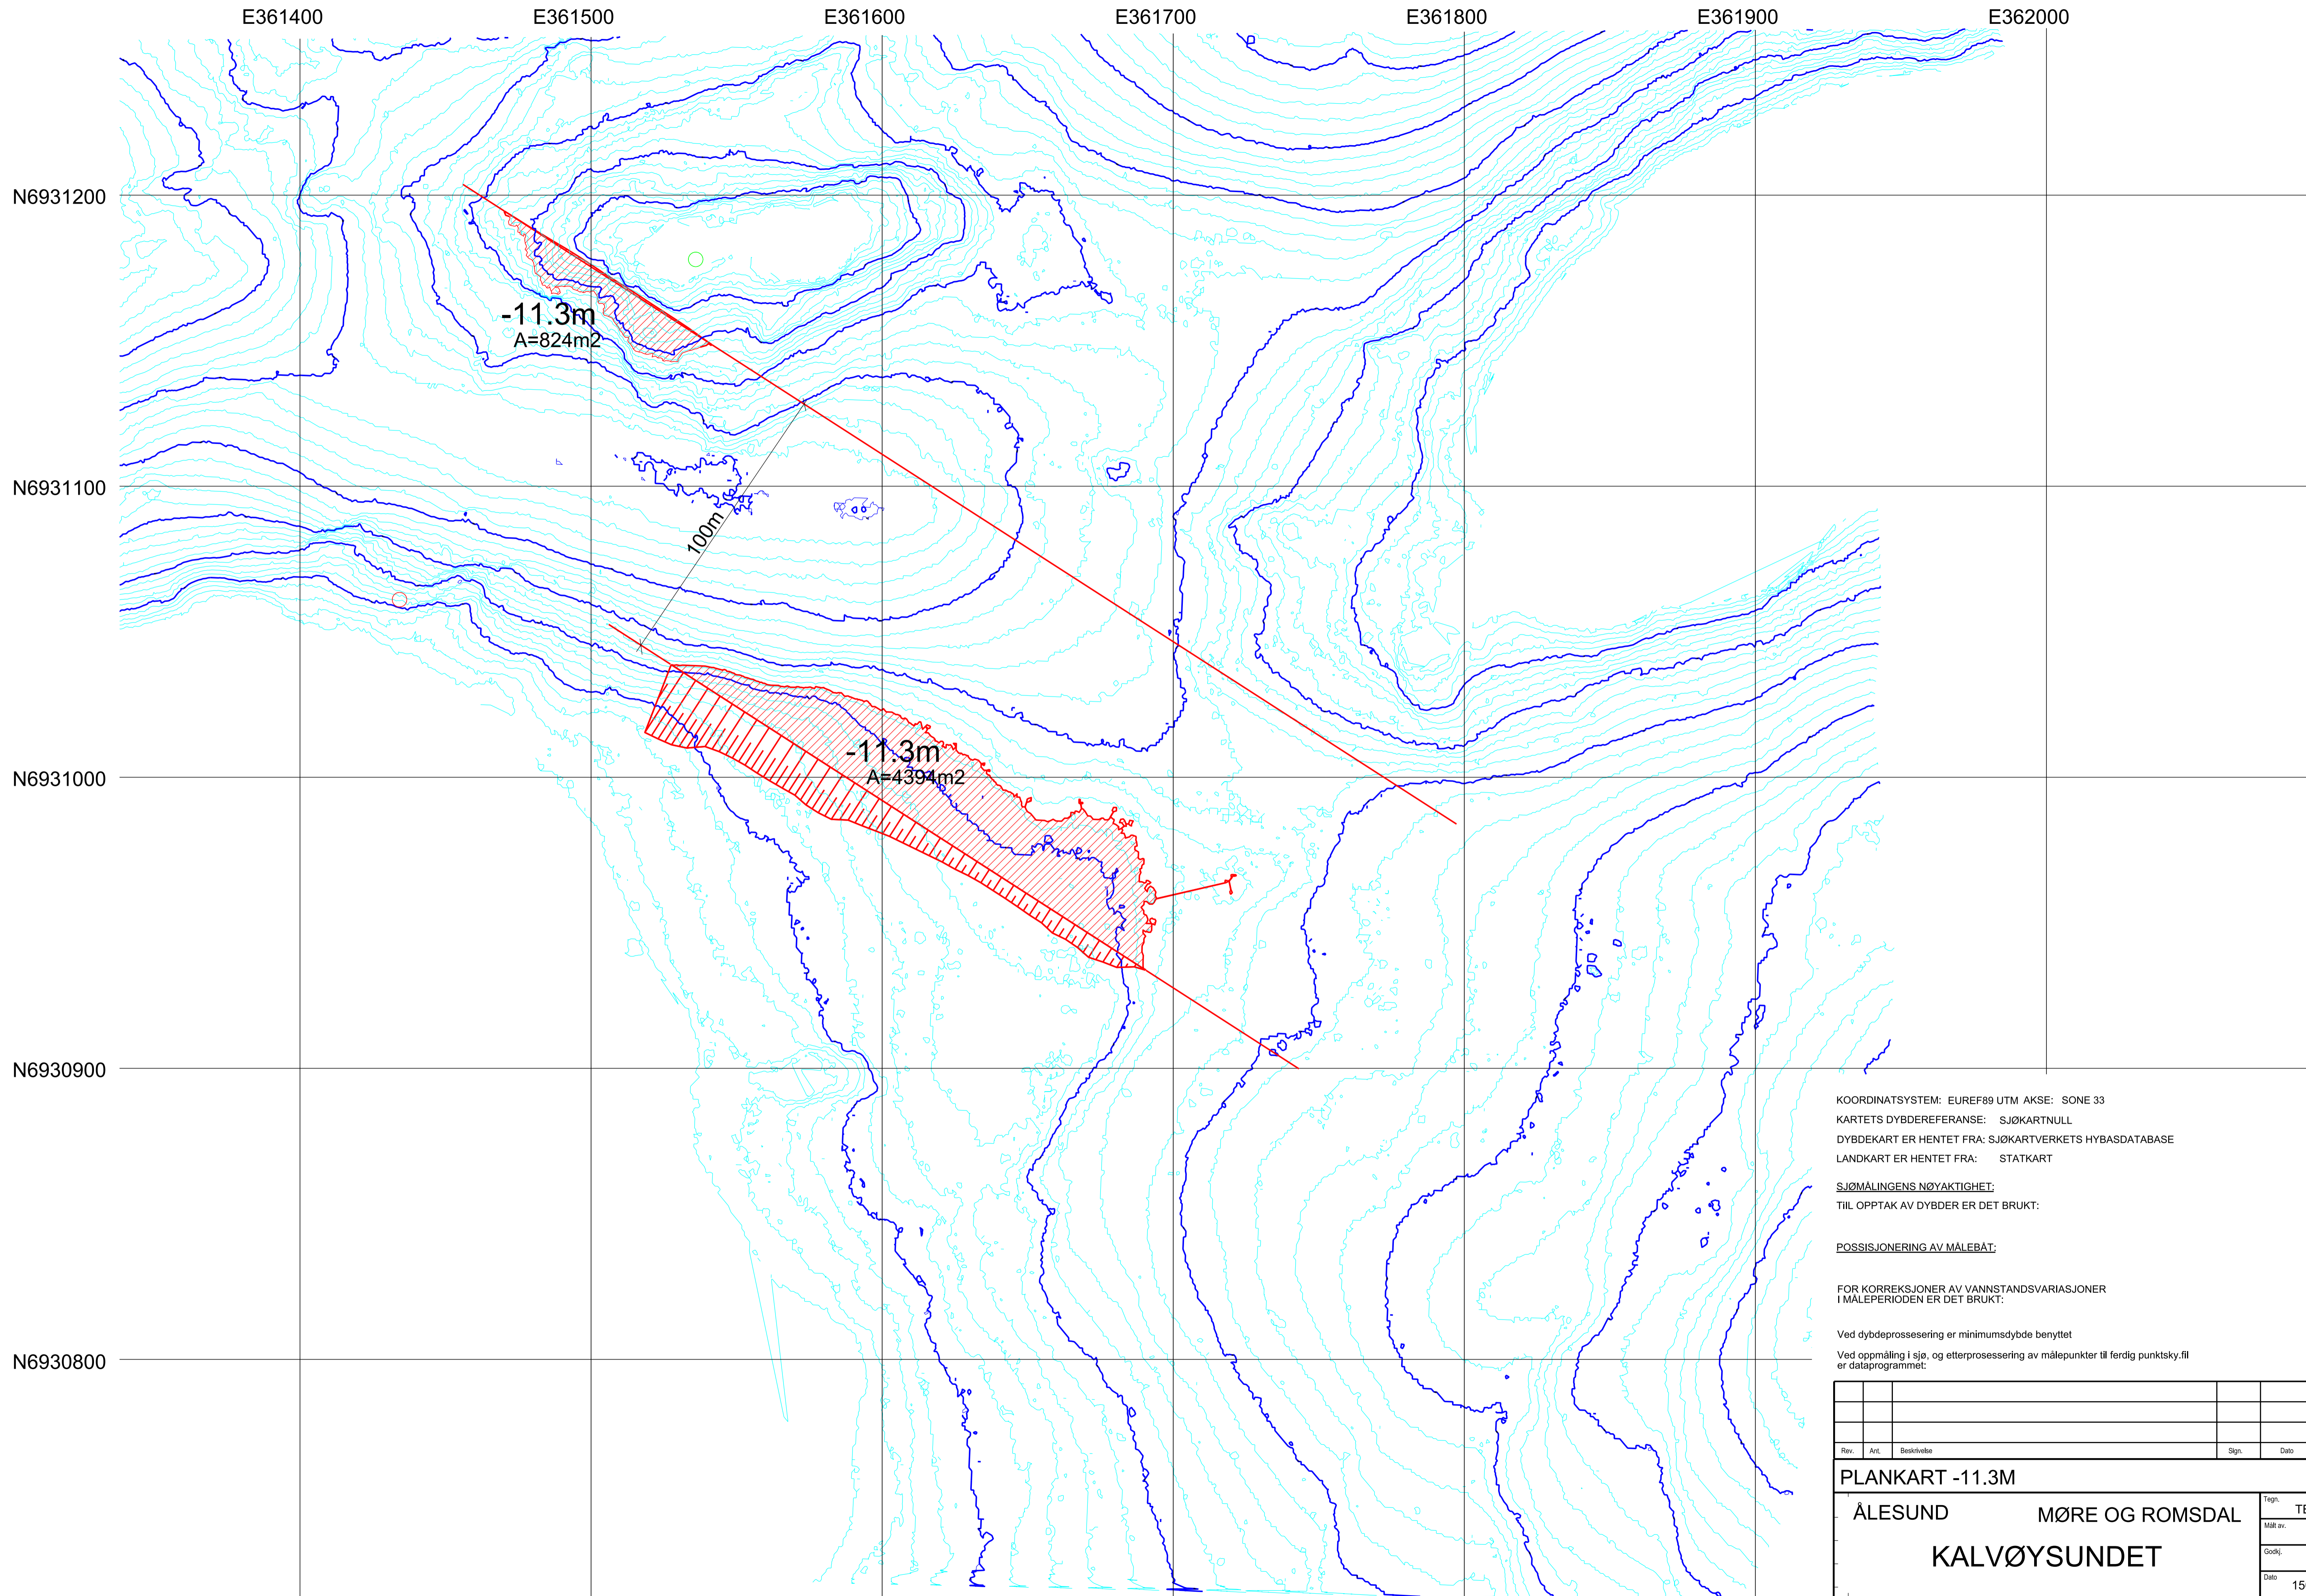 E361400 E361500 E361600 E361700 E361800 E361900 E362000
N6931200
-11.3m
A=824m2
N6931100
100m
-11.3m
A=4394m2
N6931000
N6930900
KOORDINATSYSTEM: EUREF89 UTM AKSE: SONE 33
KARTETS DYBDEREFERANSE: SJØKARTNULL
DYBDEKART ER HENTET FRA: SJØKARTVERKETS HYBASDATABASE
LANDKART ER HENTET FRA: STATKART
SJØMÅLINGENS NØYAKTIGHET:
TIIL OPPTAK AV DYBDER ER DET BRUKT:
POSSISJONERING AV MÅLEBÅT:
FOR KORREKSJONER AV VANNSTANDSVARIASJONER
I MÅLEPERIODEN ER DET BRUKT:
Ved dybdeprossesering er minimumsdybde benyttet
N6930800
Ved oppmåling i sjø, og etterprosessering av målepunkter til ferdig punktsky.fil
er dataprogrammet:
Rev. Ant. Beskrivelse Sign. Dato
PLANKART -11.3M
ÅLESUND MØRE OG ROMSDAL
KALVØYSUNDET
Tegn.
Målt av.
Godkj.
Dato